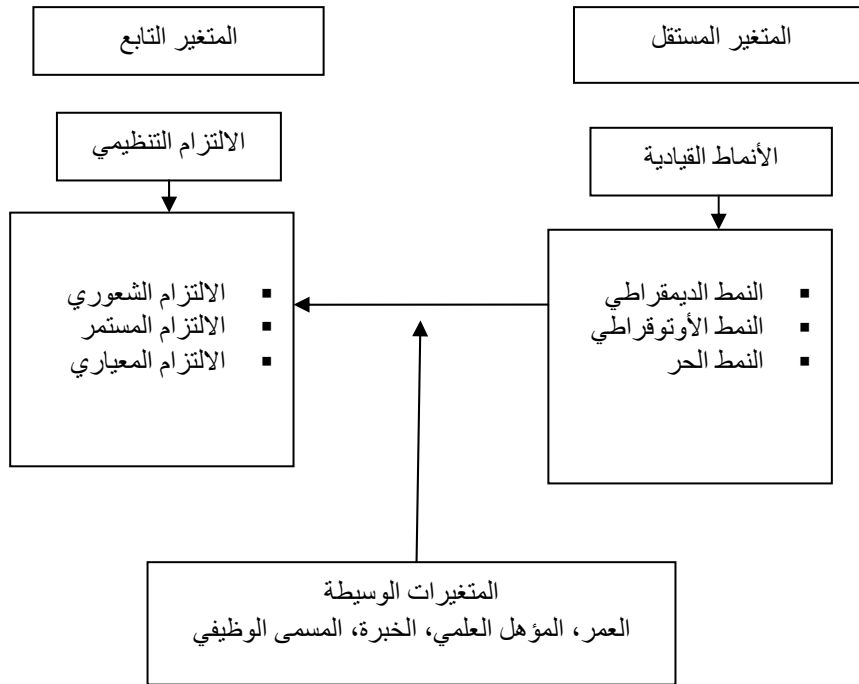 المتغير المستقل
المتغير التابع
الأنماط القيادية
الالتزام التنظيمي
▪ النمط الديمقراطي
▪ النمط الأوتوقراطي
▪ النمط الحر
▪ الالتزام الشعوري
▪ الالتزام المستمر
▪ الالتزام المعياري
المتغيرات الوسيطة
العمر، المؤهل العلمي، الخبرة، المسمى الوظيفي